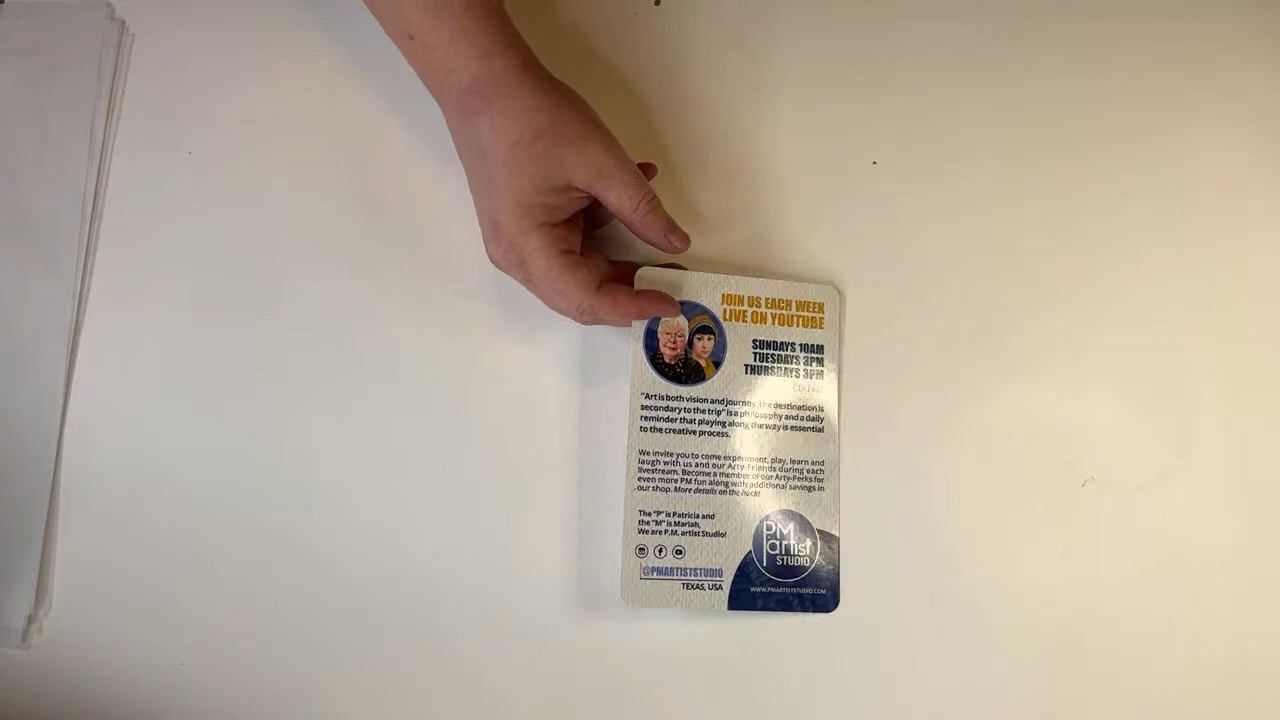 JOIN US EACH WEEK
LIVE ON YOUTUBE
SUNDAYS 10AM
TUESDAYS 3PM
THURSDAYS 3PM
CENTRAL
"Art is both vision and journey, the destination is
secondary to the trip" is a philosophy and a daily
reminder that playing along the way is essential
to the creative process.
We invite you to come experiment, play, learn and
laugh with us and our Arty-Friends during each
livestream. Become a member of our Arty-Perks for
even more PM fun along with additional savings in
our shop. More details on the back!
The "P" is Patricia and
the "M" is Mariah,
We are P.M. artist Studio!
@PMARTISTSTUDIO
TEXAS, USA
PM
artist
STUDIO
WWW.PMARTISTSTUDIO.COM